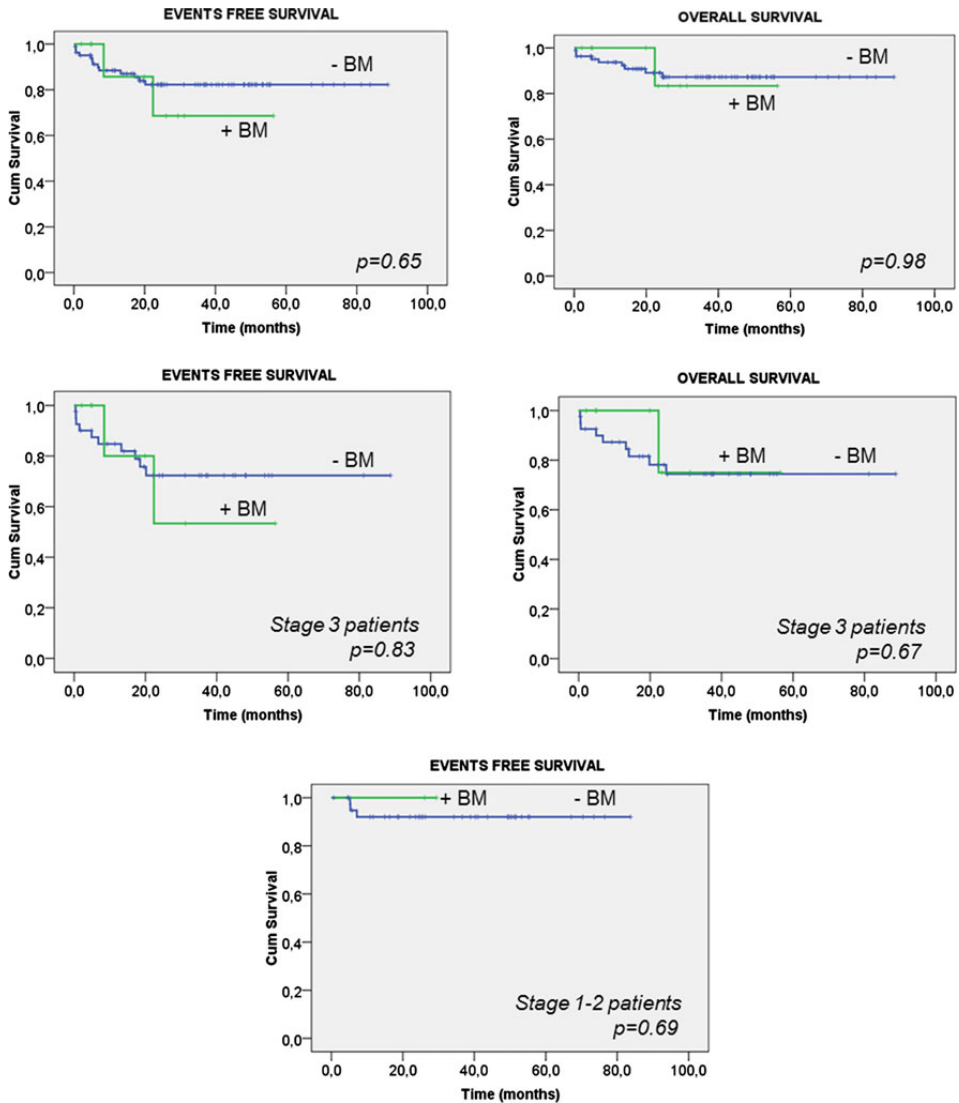 EVENTS FREE SURVIVAL
1,0
0,8
0,6
0,4
0,2
0,0
Cum Survival
- BM
+ BM
p=0.65
0,0 20,0 40,0 60,0 80,0 100,0
Time (months)
OVERALL SURVIVAL
1,0
0,8
0,6
0,4
0,2
0,0
Cum Survival
- BM
+ BM
p=0.98
0,0 20,0 40,0 60,0 80,0 100,0
Time (months)
EVENTS FREE SURVIVAL
1,0
0,8
0,6
0,4
0,2
0,0
Cum Survival
- BM
+ BM
Stage 3 patients
p=0.83
0,0 20,0 40,0 60,0 80,0 100,0
Time (months)
OVERALL SURVIVAL
1,0
0,8
0,6
0,4
0,2
0,0
Cum Survival
+ BM - BM
Stage 3 patients
p=0.67
0,0 20,0 40,0 60,0 80,0 100,0
Time (months)
EVENTS FREE SURVIVAL
1,0
0,8
0,6
0,4
0,2
0,0
Cum Survival
+ BM - BM
Stage 1-2 patients
p=0.69
0,0 20,0 40,0 60,0 80,0 100,0
Time (months)